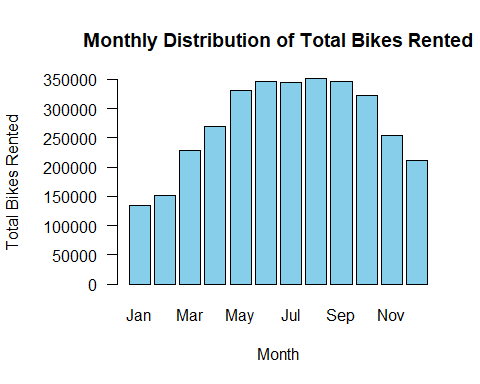 Monthly Distribution of Total Bikes Rented
Total Bikes Rented
350000
300000
250000
200000
150000
100000
50000
0
Jan Mar May Jul Sep Nov
Month